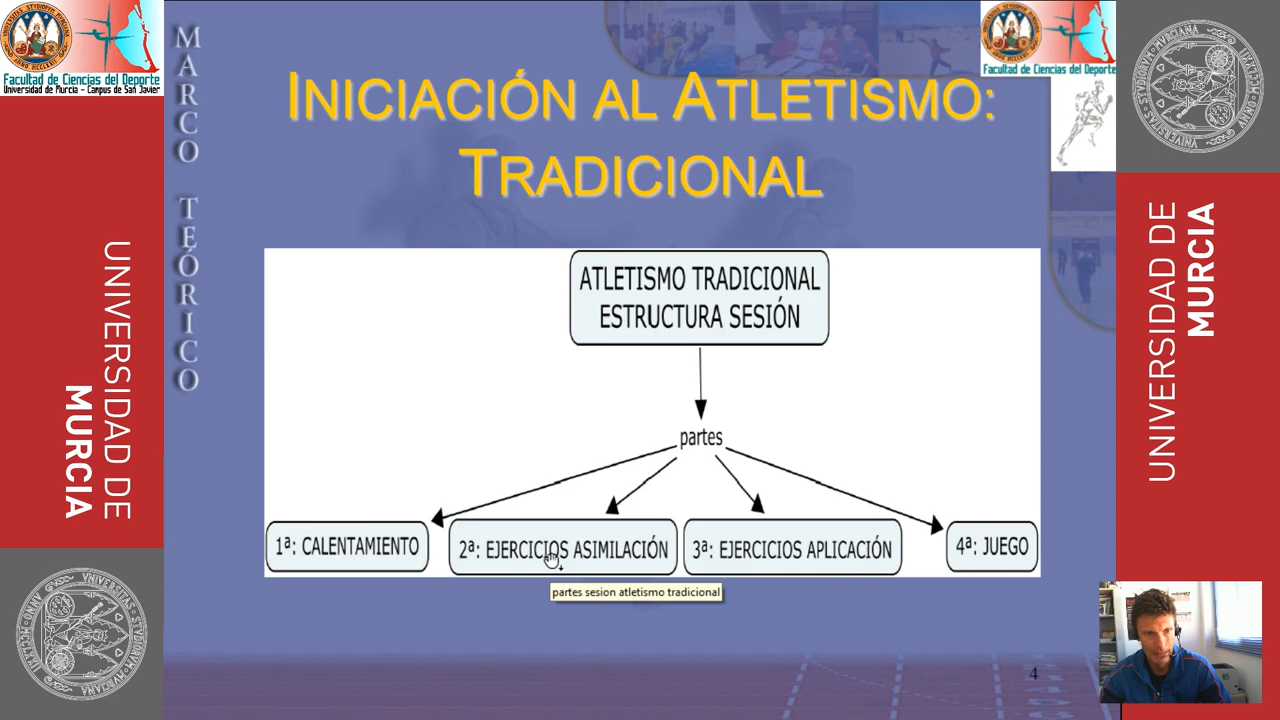 Facultad de Ciencias del Deporte
Universidad de Murcia - Campus de San Javier
Facultad de Ciencias del Deporte
MARCO TEÓRICO
INICIACIÓN AL ATLETISMO:
TRADICIONAL
ATLETISMO TRADICIONAL
ESTRUCTURA SESIÓN
partes
1ª: CALENTAMIENTO
2ª: EJERCICIOS ASIMILACIÓN
3ª: EJERCICIOS APLICACIÓN
4ª: JUEGO
partes sesion atletismo tradicional
4
UNIVERSIDAD DE
MURCIA
UNIVERSIDAD DE
MURCIA